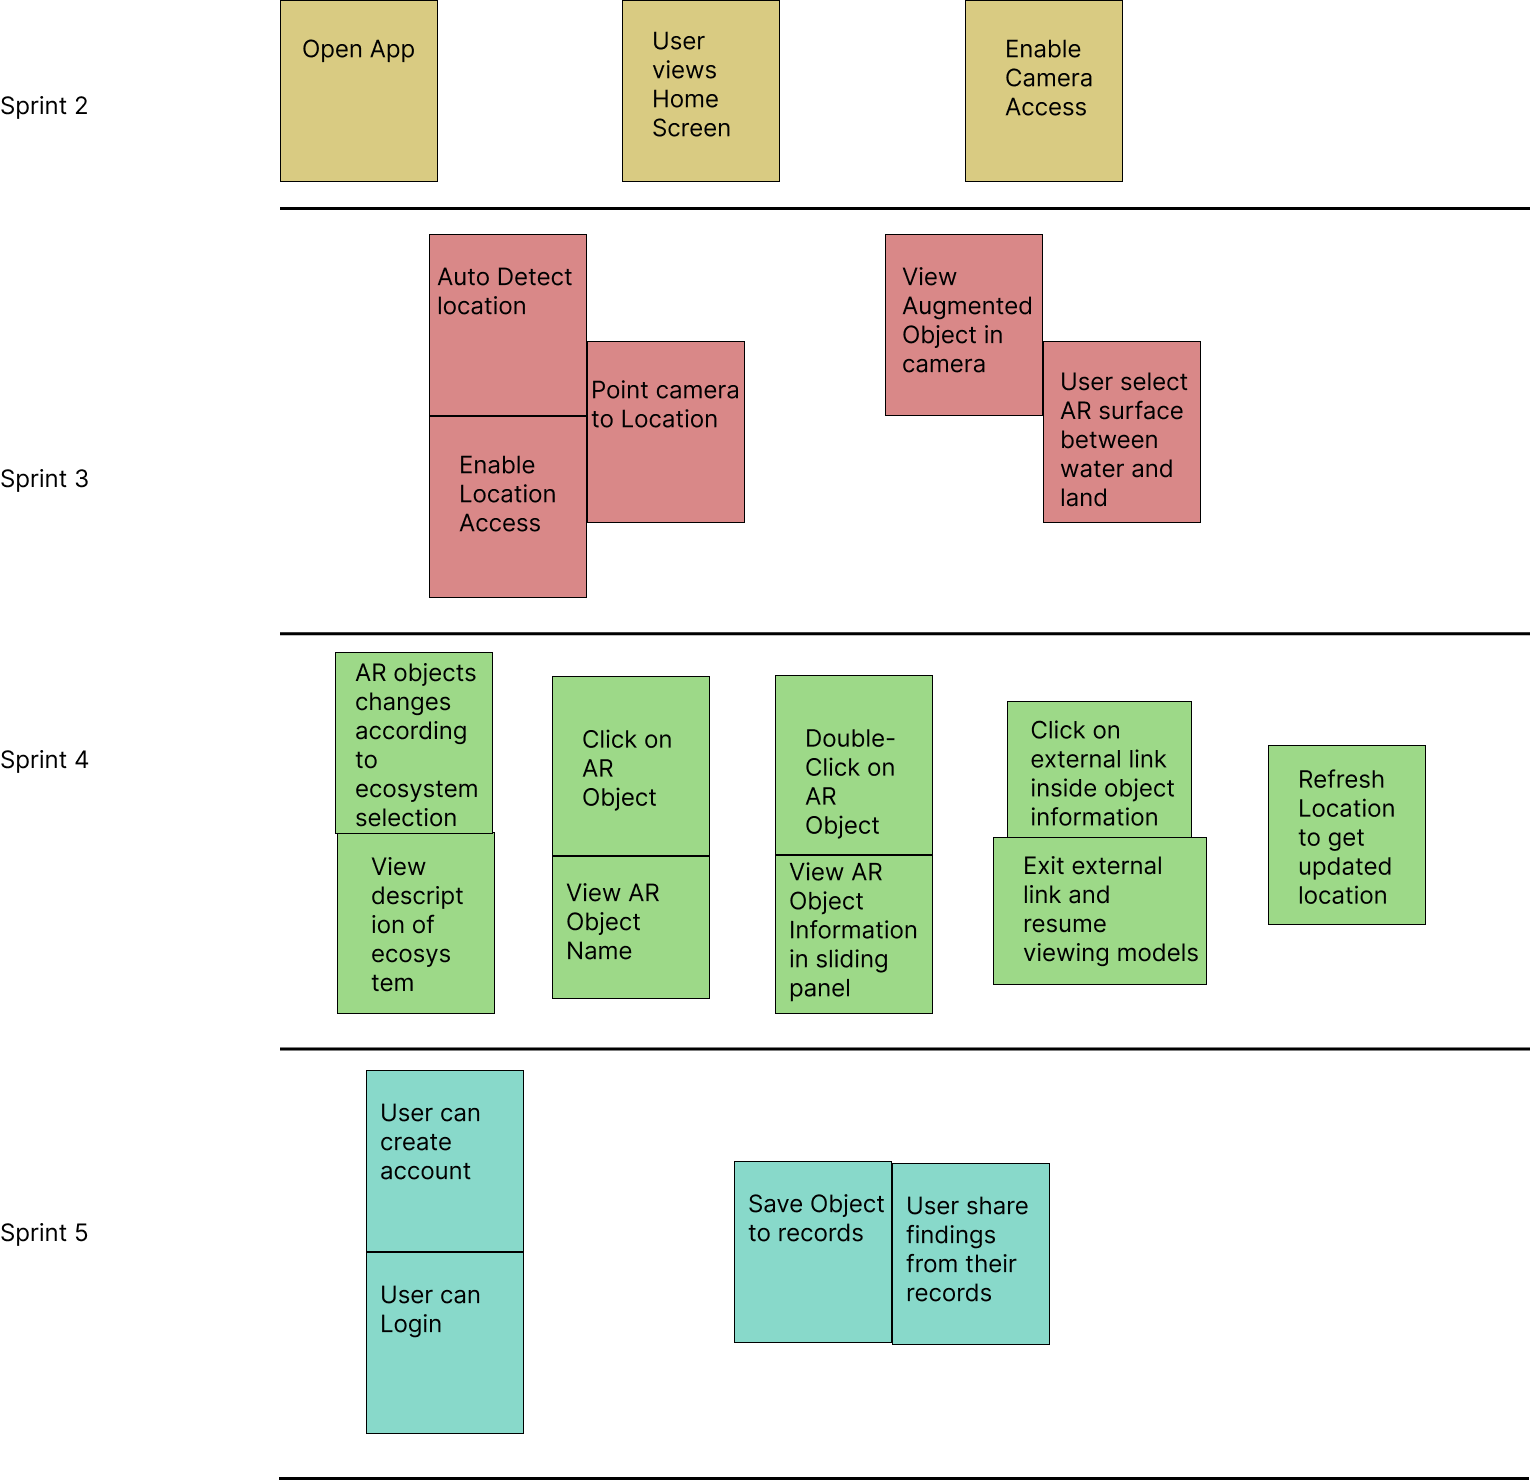 Sprint 2
Open App
User
views
Home
Screen
Enable
Camera
Access
Sprint 3
Auto Detect
location
Enable
Location
Access
Point camera
to Location
View
Augmented
Object in
camera
User select
AR surface
between
water and
land
Sprint 4
AR objects
changes
according
to
ecosystem
selection
View
descript
ion of
ecosys
tem
Click on
AR
Object
View AR
Object
Name
Double-
Click on
AR
Object
View AR
Object
Information
in sliding
panel
Click on
external link
inside object
information
Exit external
link and
resume
viewing models
Refresh
Location
to get
updated
location
Sprint 5
User can
create
account
User can
Login
Save Object
to records
User share
findings
from their
records